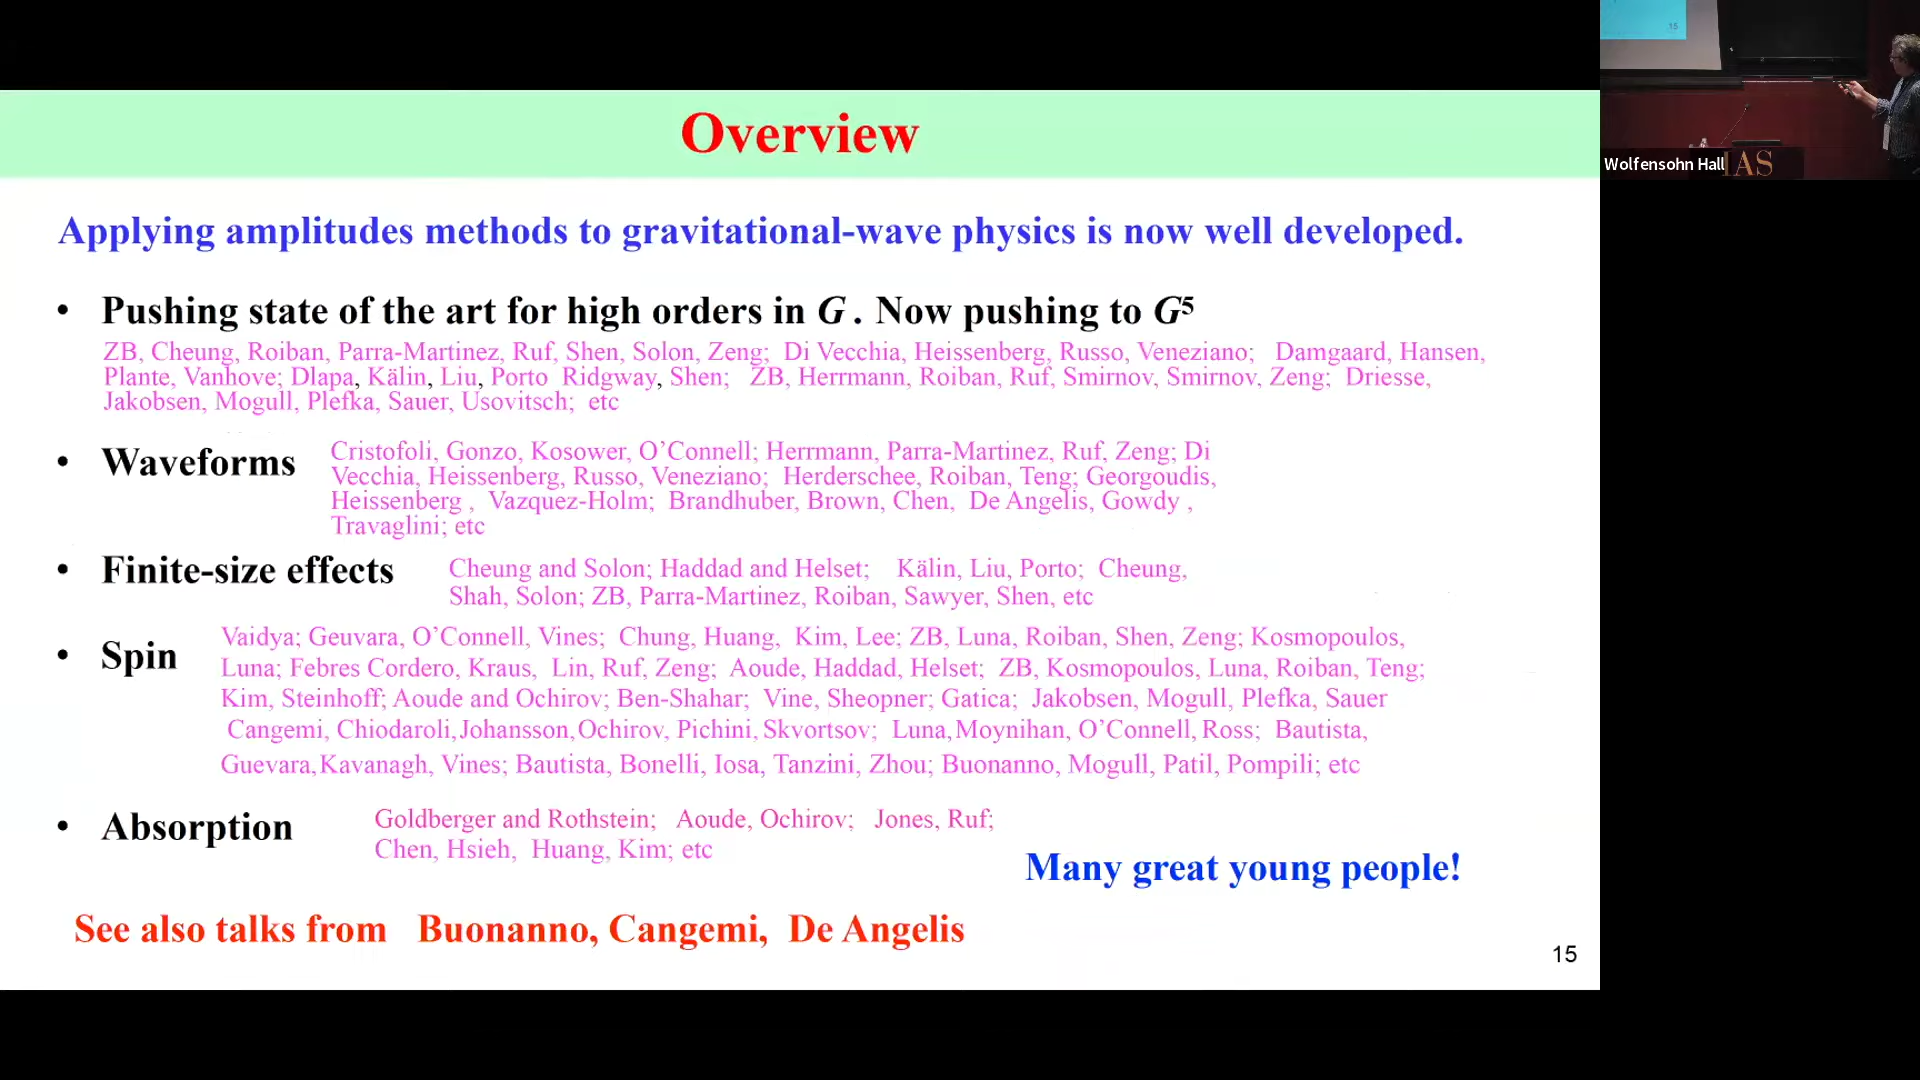 Overview
Applying amplitudes methods to gravitational-wave physics is now well developed.
• Pushing state of the art for high orders in G . Now pushing to G⁵
ZB, Cheung, Roiban, Parra-Martinez, Ruf, Shen, Solon, Zeng; Di Vecchia, Heissenberg, Russo, Veneziano; Damgaard, Hansen,
Plante, Vanhove; Dlapa, Kälin, Liu, Porto Ridgway, Shen; ZB, Herrmann, Roiban, Ruf, Smirnov, Smirnov, Zeng; Driesse,
Jakobsen, Mogull, Plefka, Sauer, Usovitsch; etc
• Waveforms
Cristofoli, Gonzo, Kosower, O'Connell; Herrmann, Parra-Martinez, Ruf, Zeng; Di
Vecchia, Heissenberg, Russo, Veneziano; Herderschee, Roiban, Teng; Georgoudis,
Heissenberg , Vazquez-Holm; Brandhuber, Brown, Chen, De Angelis, Gowdy ,
Travaglini; etc
• Finite-size effects
Cheung and Solon; Haddad and Helset; Kälin, Liu, Porto; Cheung,
Shah, Solon; ZB, Parra-Martinez, Roiban, Sawyer, Shen, etc
• Spin
Vaidya; Geuvara, O'Connell, Vines; Chung, Huang, Kim, Lee; ZB, Luna, Roiban, Shen, Zeng; Kosmopoulos,
Luna; Febres Cordero, Kraus, Lin, Ruf, Zeng; Aoude, Haddad, Helset; ZB, Kosmopoulos, Luna, Roiban, Teng;
Kim, Steinhoff; Aoude and Ochirov; Ben-Shahar; Vine, Sheopner; Gatica; Jakobsen, Mogull, Plefka, Sauer
Cangemi, Chiodaroli, Johansson, Ochirov, Pichini, Skvortsov; Luna, Moynihan, O'Connell, Ross; Bautista,
Guevara, Kavanagh, Vines; Bautista, Bonelli, Iosa, Tanzini, Zhou; Buonanno, Mogull, Patil, Pompili; etc
• Absorption
Goldberger and Rothstein; Aoude, Ochirov; Jones, Ruf;
Chen, Hsieh, Huang, Kim; etc
Many great young people!
See also talks from Buonanno, Cangemi, De Angelis
15
15
Wolfensohn Hall
IAS